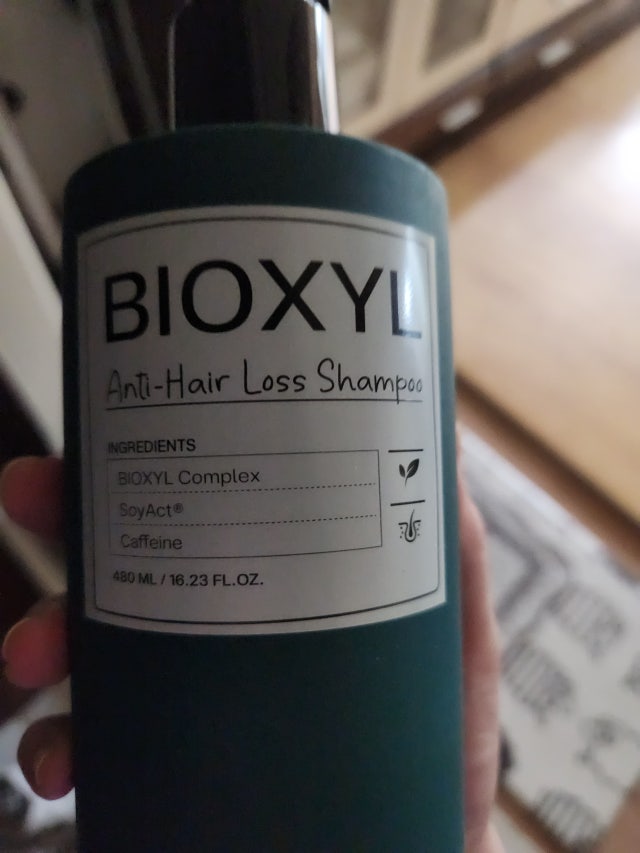 BIOXYL
Anti-Hair Loss Shampoo
INGREDIENTS
BIOXYL Complex
SoyAct®
Caffeine
480 ML / 16.23 FL.OZ.